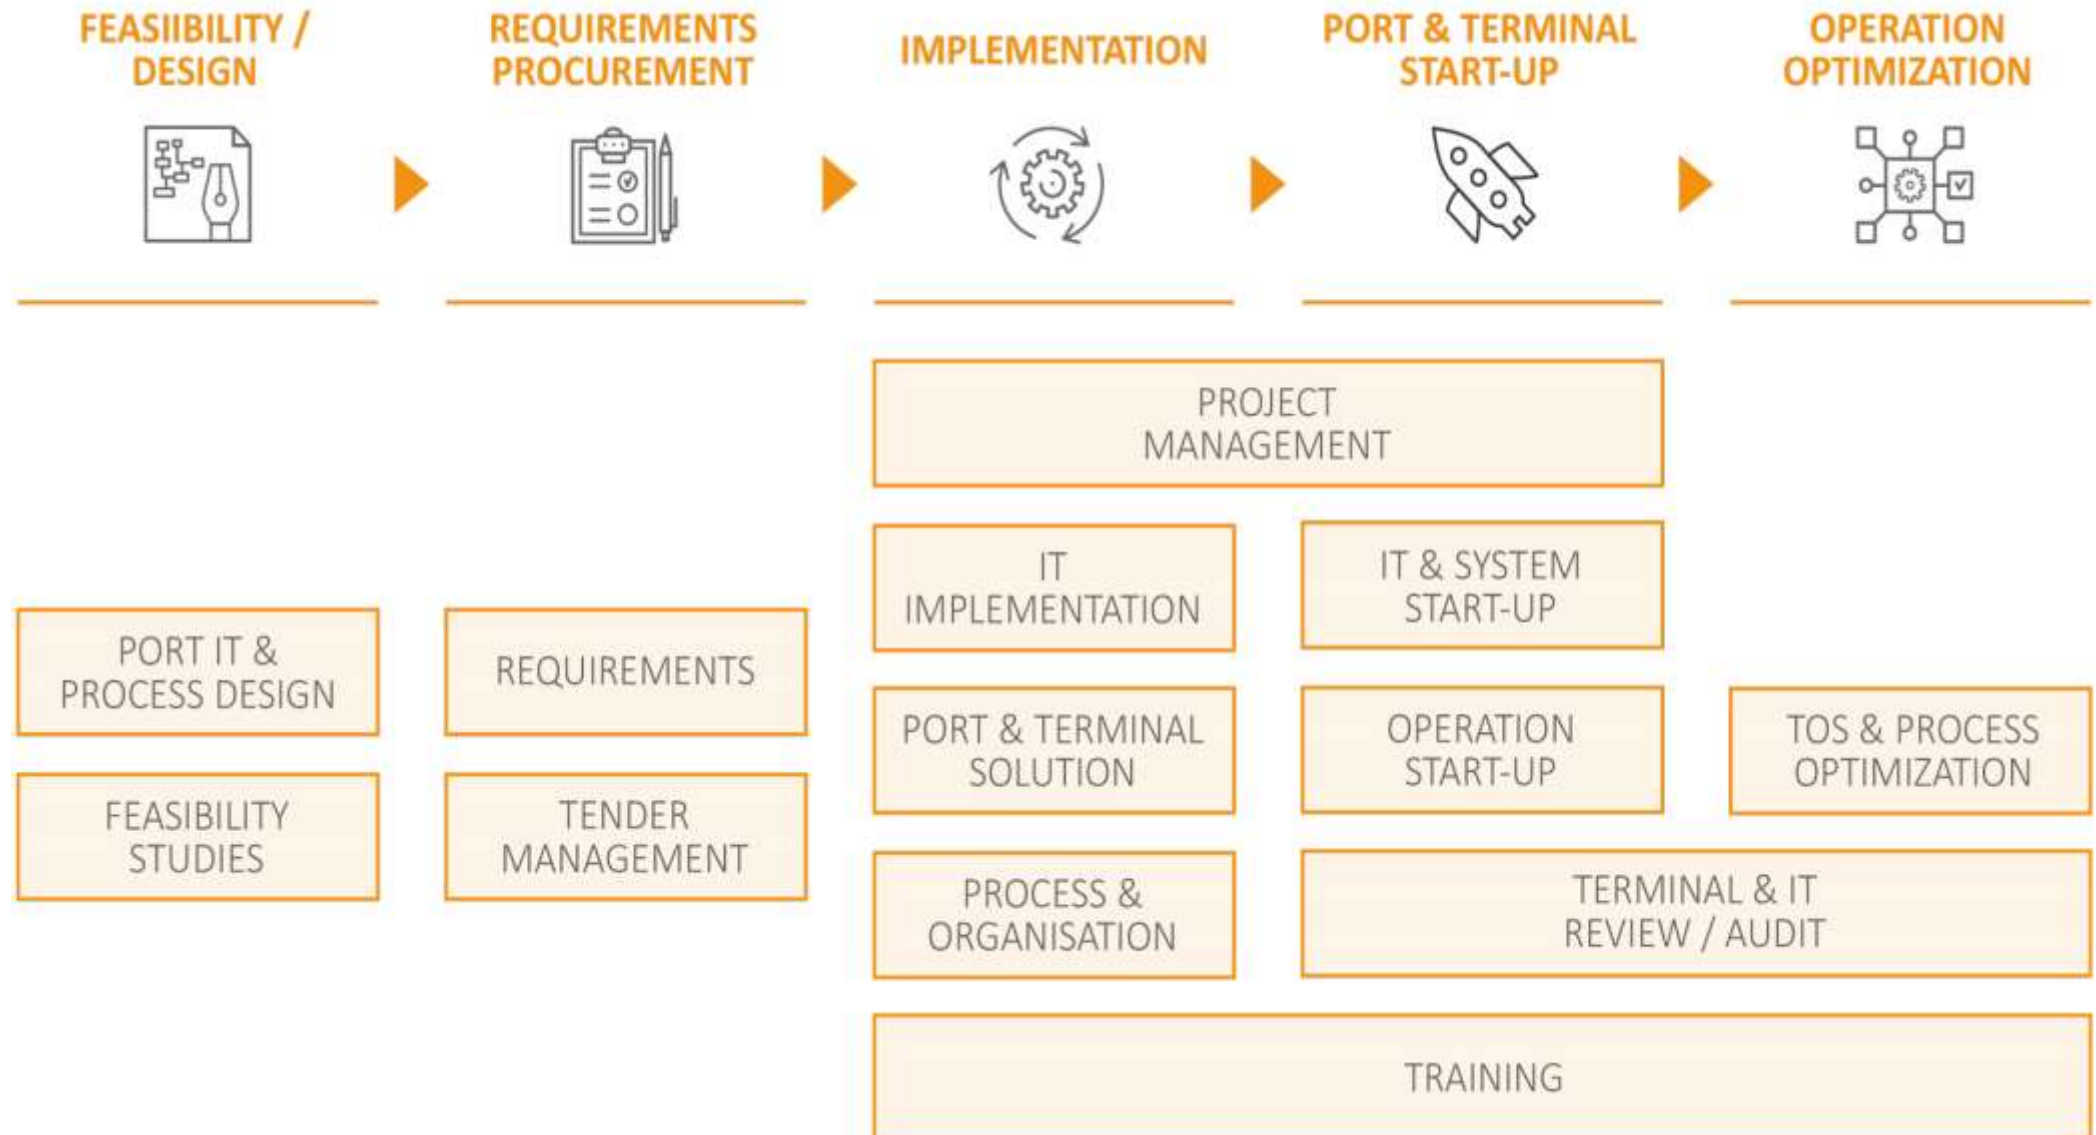 FEASIIBILITY /
DESIGN
REQUIREMENTS
PROCUREMENT
IMPLEMENTATION
PORT & TERMINAL
START-UP
OPERATION
OPTIMIZATION
PROJECT
MANAGEMENT
IT
IMPLEMENTATION
IT & SYSTEM
START-UP
PORT IT &
PROCESS DESIGN
REQUIREMENTS
PORT & TERMINAL
SOLUTION
OPERATION
START-UP
TOS & PROCESS
OPTIMIZATION
FEASIBILITY
STUDIES
TENDER
MANAGEMENT
PROCESS &
ORGANISATION
TERMINAL & IT
REVIEW / AUDIT
TRAINING